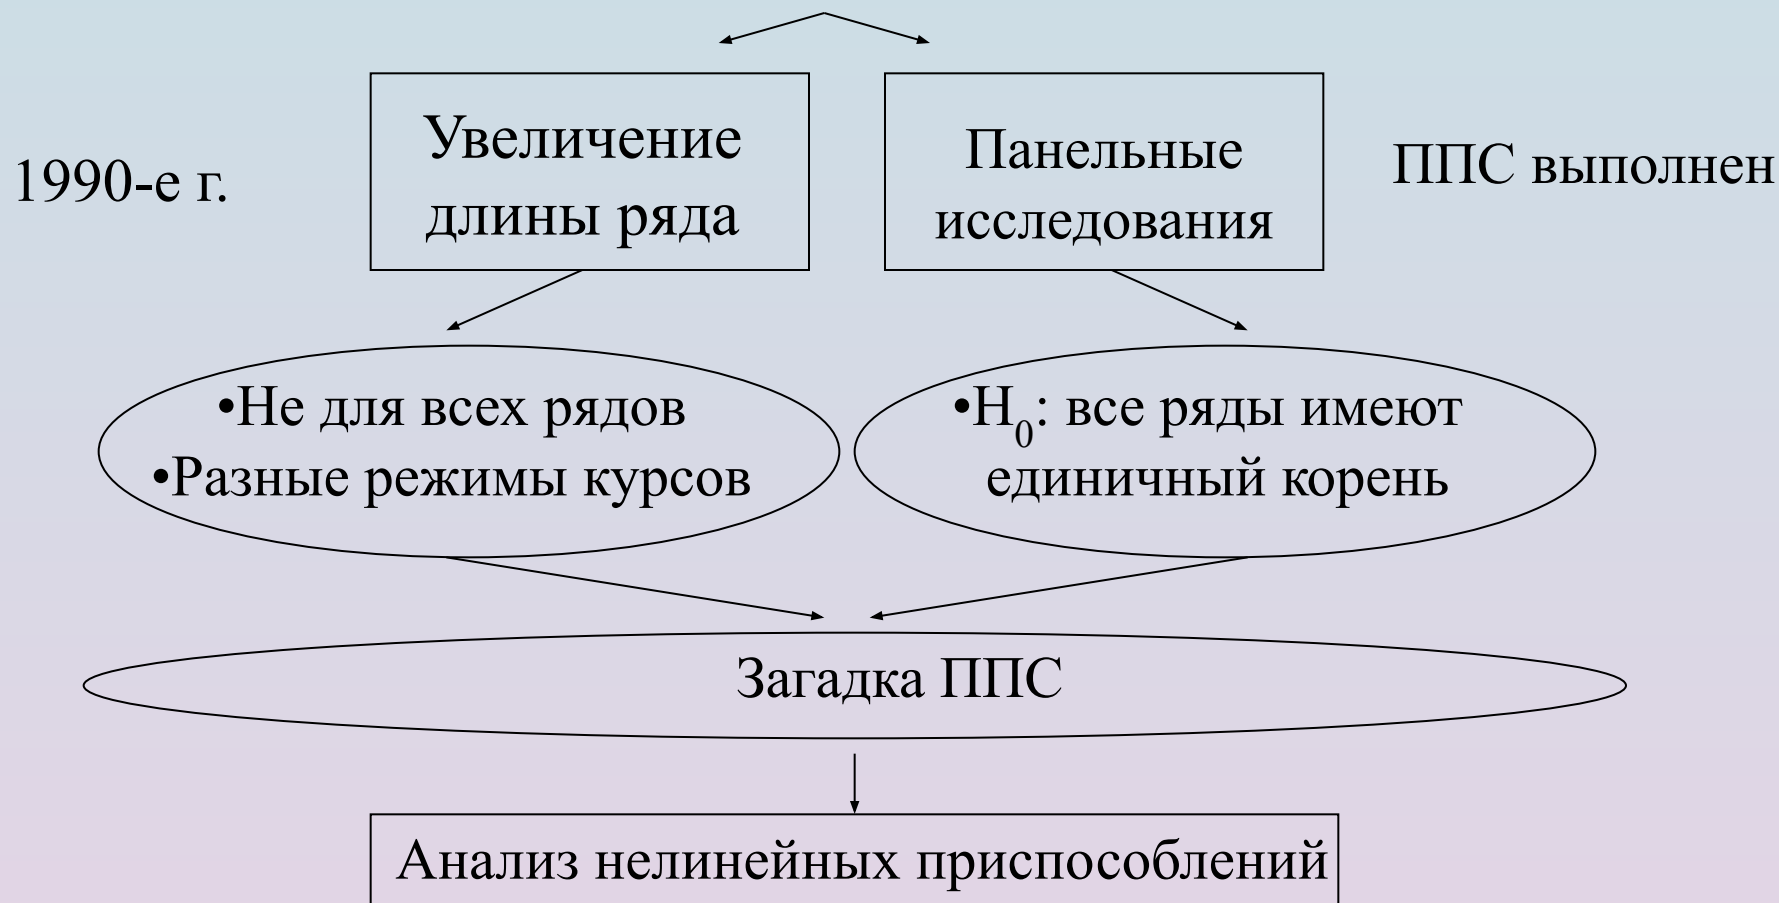 1990-е г.
Увеличение
длины ряда
Панельные
исследования
ППС выполнен
•Не для всех рядов
•Разные режимы курсов
•H₀: все ряды имеют
единичный корень
Загадка ППС
Анализ нелинейных приспособлений